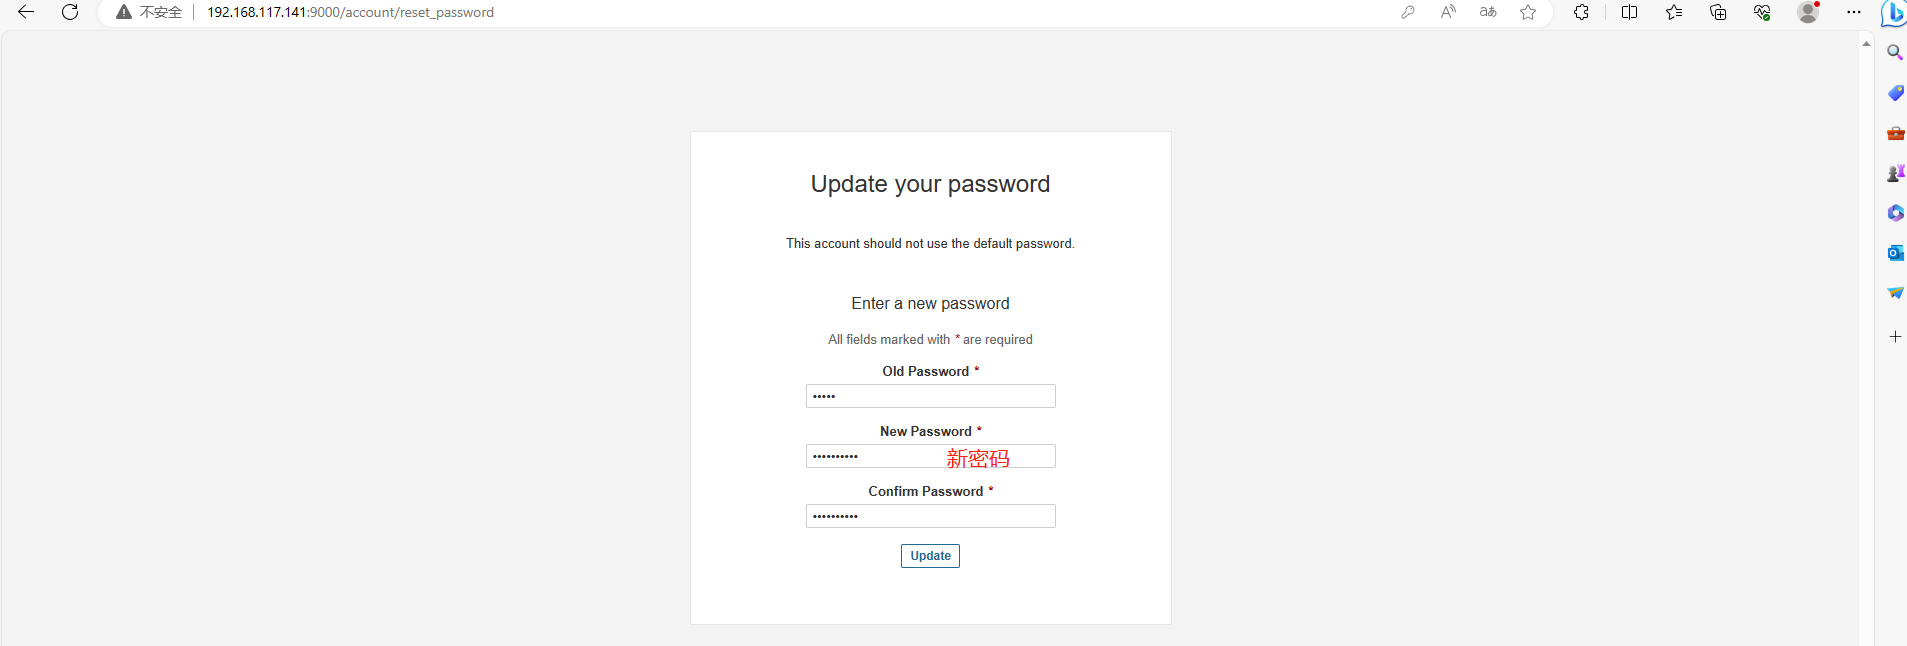 不安全 192.168.117.141:9000/account/reset_password
Update your password
This account should not use the default password.
Enter a new password
All fields marked with * are required
Old Password *
•••••
New Password *
•••••••••• 新密码
Confirm Password *
••••••••••
Update